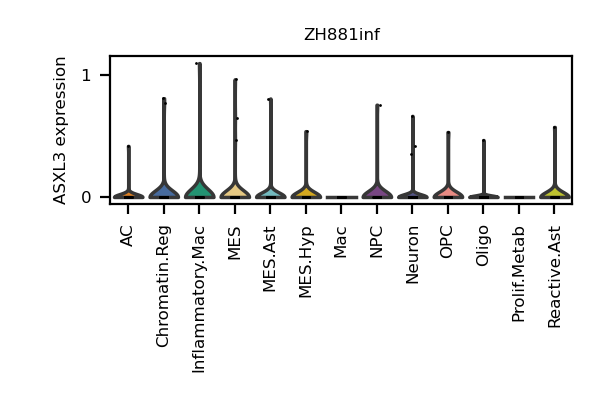 ZH881inf
ASXL3 expression
1
0
AC
Chromatin.Reg
Inflammatory.Mac
MES
MES.Ast
MES.Hyp
Mac
NPC
Neuron
OPC
Oligo
Prolif.Metab
Reactive.Ast